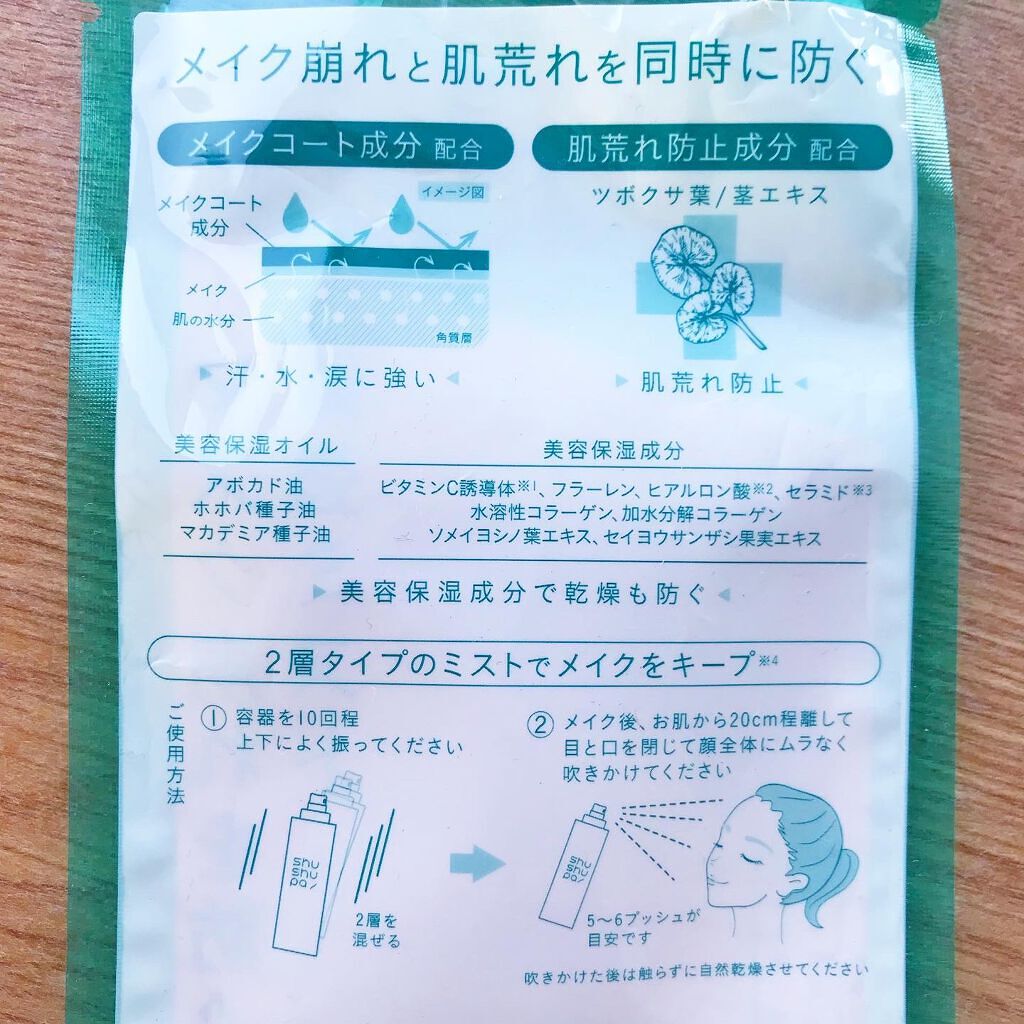 メイク崩れと肌荒れを同時に防ぐ
メイクコート成分 配合
イメージ図
メイクコート
成分
メイク
肌の水分
角質層
汗・水・涙に強い
肌荒れ防止成分 配合
ツボクサ葉/茎エキス
肌荒れ防止
美容保湿オイル
アボカド油
ホホバ種子油
マカデミア種子油
美容保湿成分
ビタミンC誘導体※1、フラーレン、ヒアルロン酸※2、セラミド※3
水溶性コラーゲン、加水分解コラーゲン
ソメイヨシノ葉エキス、セイヨウサンザシ果実エキス
美容保湿成分で乾燥も防ぐ
2層タイプのミストでメイクをキープ※4
ご使用方法
① 容器を10回程
上下によく振ってください
shu
shu
pa/
2層を
混ぜる
② メイク後、お肌から20cm程離して
目と口を閉じて顔全体にムラなく
吹きかけてください
shu
shu
pa/
5〜6プッシュが
目安です
吹きかけた後は触らずに自然乾燥させてください